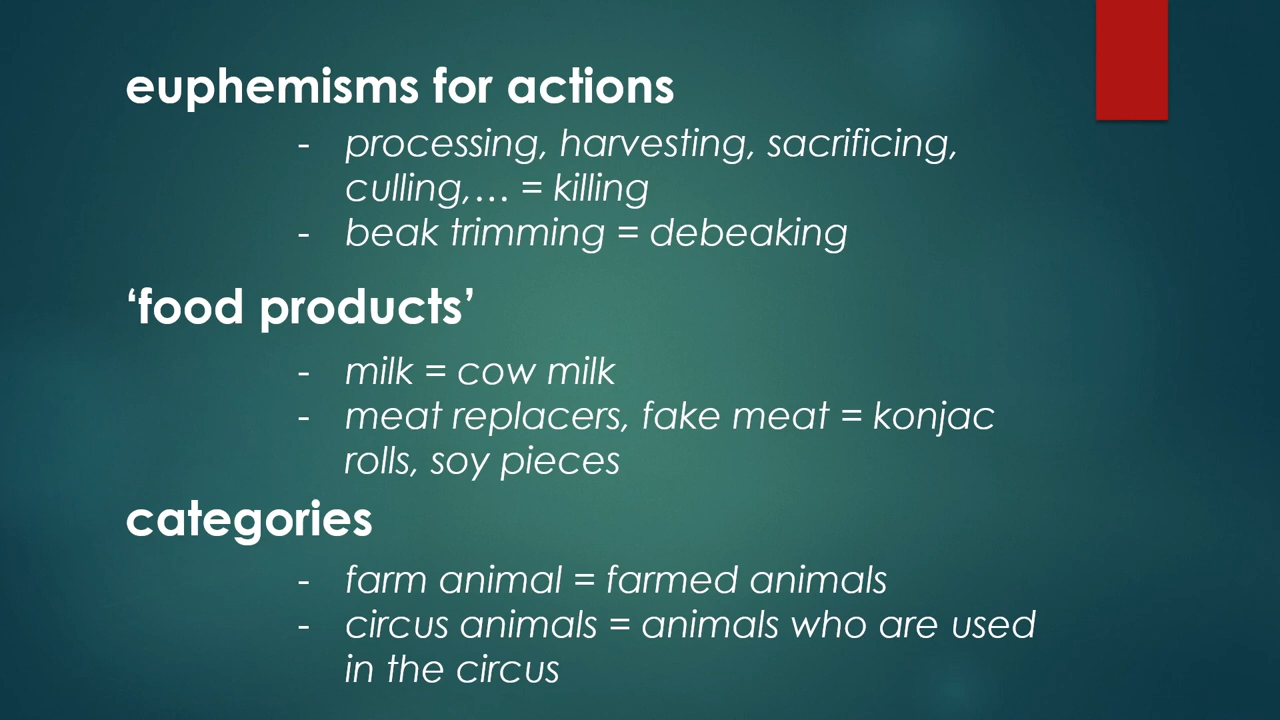 euphemisms for actions
- processing, harvesting, sacrificing,
culling,… = killing
- beak trimming = debeaking
‘food products’
- milk = cow milk
- meat replacers, fake meat = konjac
rolls, soy pieces
categories
- farm animal = farmed animals
- circus animals = animals who are used
in the circus